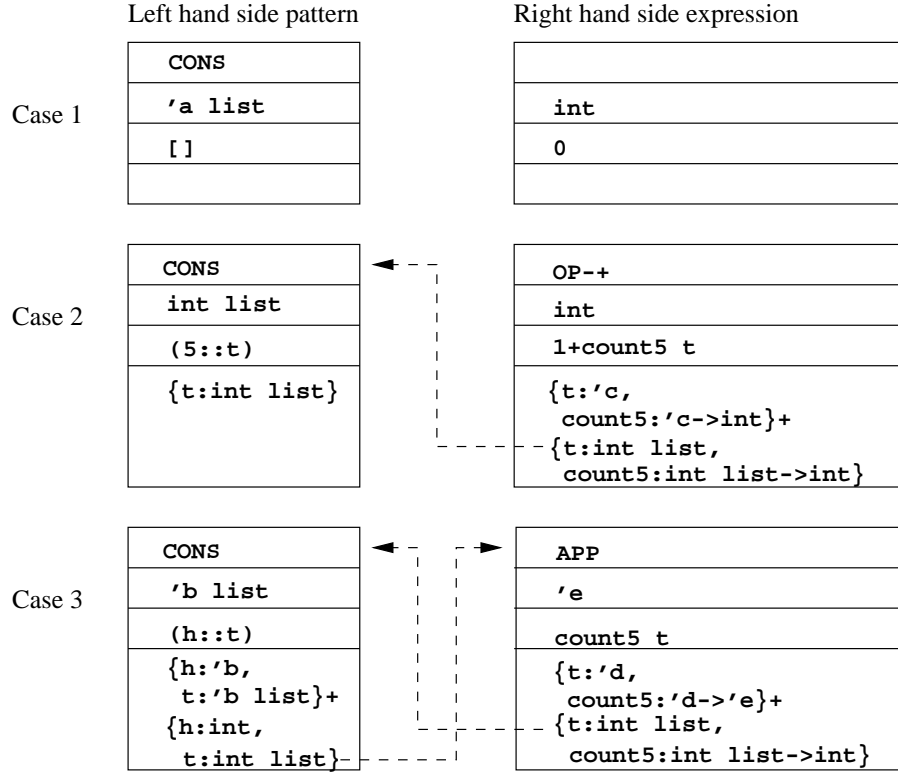 Left hand side pattern
Right hand side expression
Case 1
CONS
'a list
[]
int
0
Case 2
CONS
int list
(5::t)
{t:int list}
OP-+
int
1+count5 t
{t:'c,
count5:'c->int}+
{t:int list,
count5:int list->int}
Case 3
CONS
'b list
(h::t)
{h:'b,
t:'b list}+
{h:int,
t:int list}
APP
'e
count5 t
{t:'d,
count5:'d->'e}+
{t:int list,
count5:int list->int}